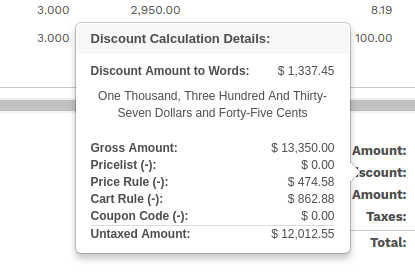 3.000 2,950.00 8.19
3.000 100.00
Discount Calculation Details:
Discount Amount to Words: $ 1,337.45
One Thousand, Three Hundred And Thirty-
Seven Dollars and Forty-Five Cents
Gross Amount: $ 13,350.00
Amount:
Pricelist (-): $ 0.00
scount:
Price Rule (-): $ 474.58
Cart Rule (-): $ 862.88
Amount:
Coupon Code (-): $ 0.00
Taxes:
Untaxed Amount: $ 12,012.55
Total: